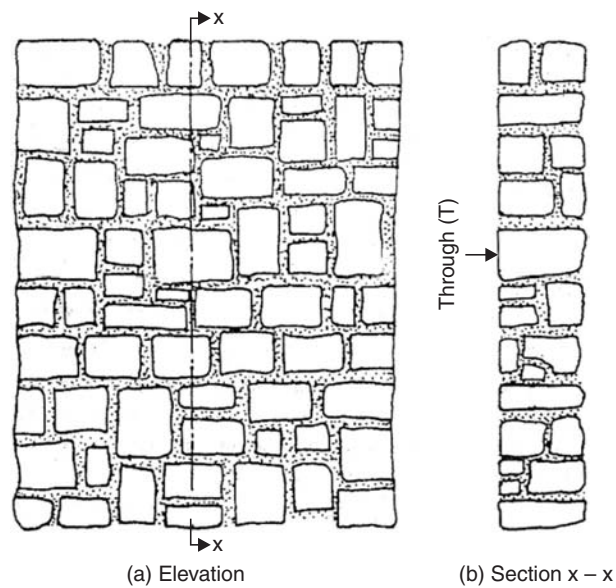 x
Through (T)
x
(a) Elevation
(b) Section x – x